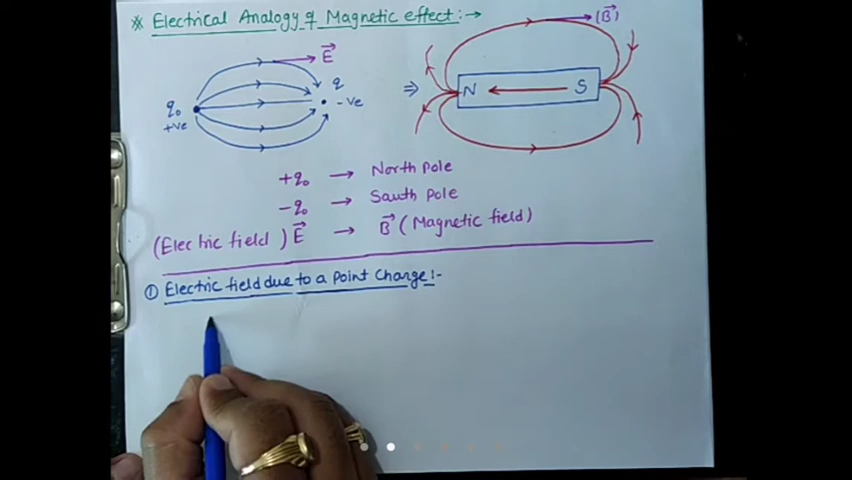 ※ Electrical Analogy of Magnetic effect :→
(B⃗)
E⃗
q₀ +ve
q -ve
⇒
N ← S
+q₀ → North pole
-q₀ → Sauth pole
(Electric field) E⃗ → B⃗ (Magnetic field)
① Electric field due to a point Charge :-